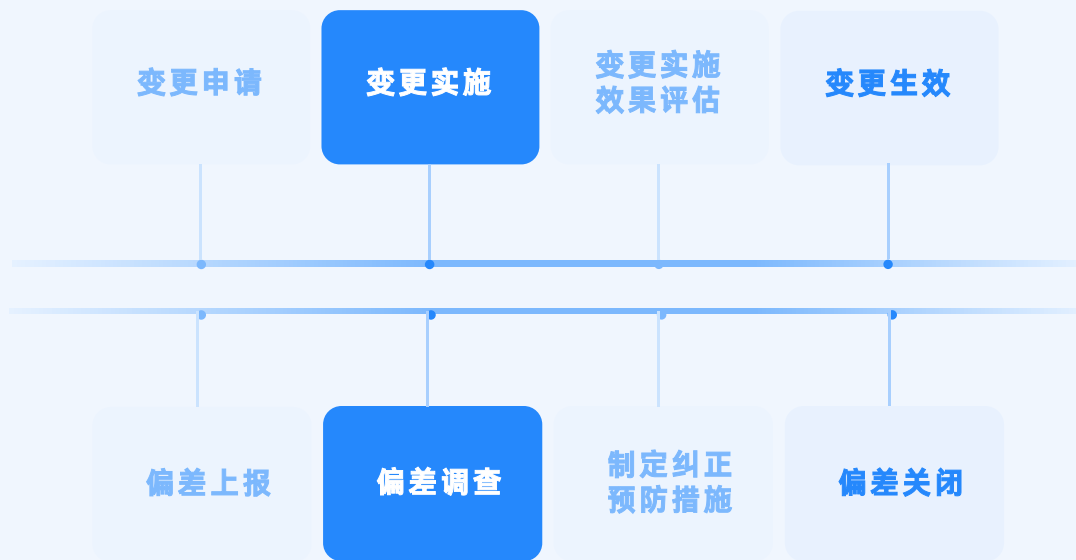 变更申请
变更实施
变更实施
效果评估
变更生效
偏差上报
偏差调查
制定纠正
预防措施
偏差关闭